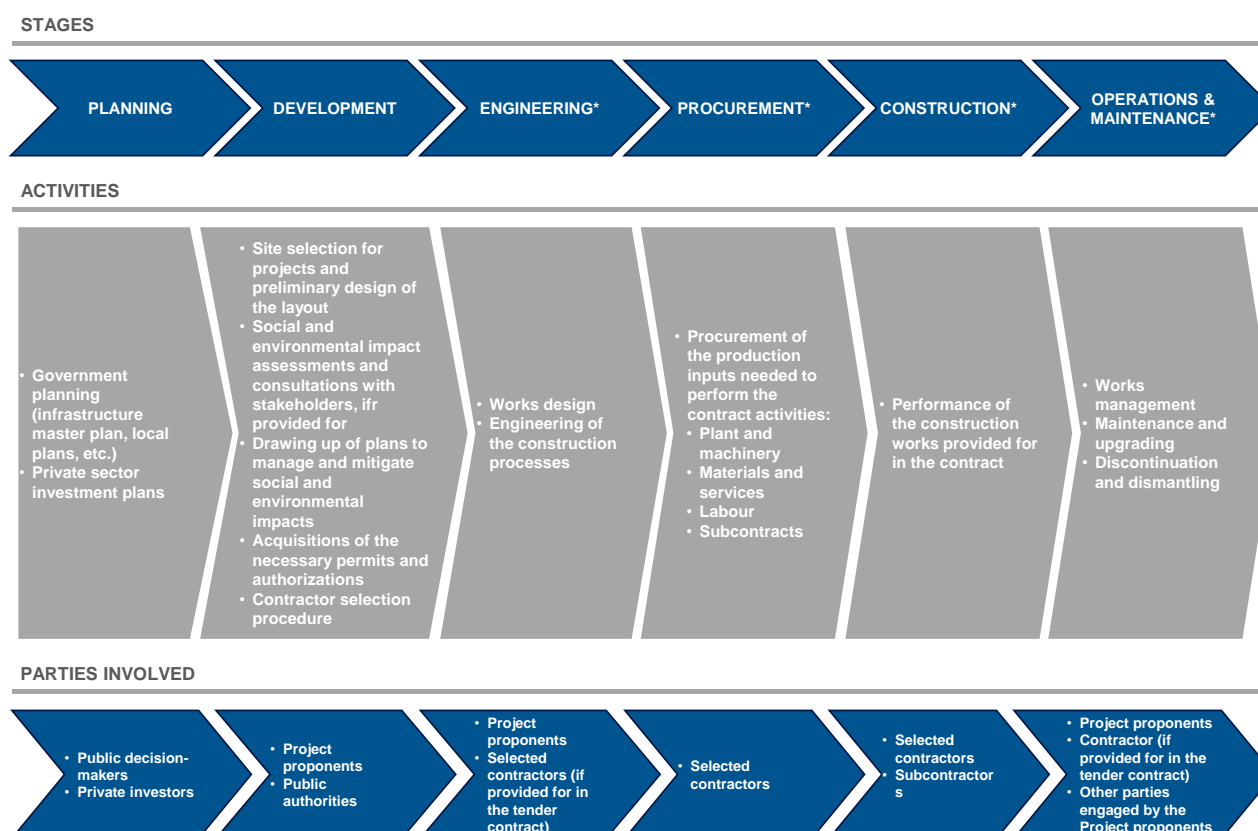 STAGES
PLANNING
DEVELOPMENT
ENGINEERING*
PROCUREMENT*
CONSTRUCTION*
OPERATIONS &
MAINTENANCE*
ACTIVITIES
• Government
planning
(infrastructure
master plan, local
plans, etc.)
• Private sector
investment plans
• Site selection for
projects and
preliminary design of
the layout
• Social and
environmental impact
assessments and
consultations with
stakeholders, ifr
provided for
• Drawing up of plans to
manage and mitigate
social and
environmental
impacts
• Acquisitions of the
necessary permits and
authorizations
• Contractor selection
procedure
• Works design
• Engineering of
the construction
processes
• Procurement of
the production
inputs needed to
perform the
contract activities:
• Plant and
machinery
• Materials and
services
• Labour
• Subcontracts
• Performance of
the construction
works provided for
in the contract
• Works
management
• Maintenance and
upgrading
• Discontinuation
and dismantling
PARTIES INVOLVED
• Public decision-
makers
• Private investors
• Project
proponents
• Public
authorities
• Project
proponents
• Selected
contractors (if
provided for in
the tender
contract)
• Selected
contractors
• Selected
contractors
• Subcontractor
s
• Project proponents
• Contractor (if
provided for in the
tender contract)
• Other parties
engaged by the
Project proponents